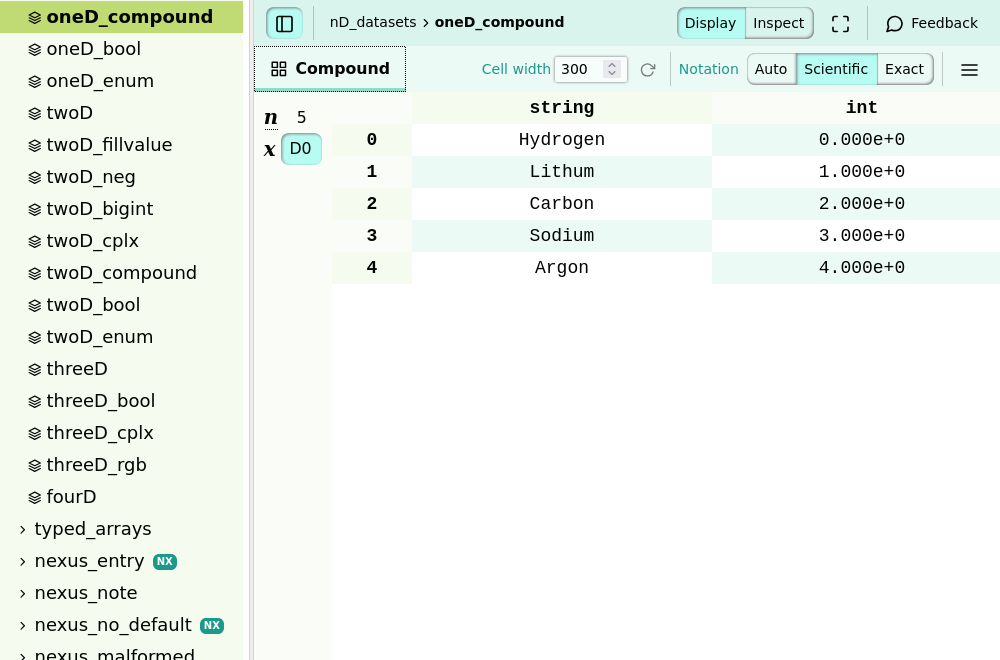 oneD_compound
oneD_bool
oneD_enum
twoD
twoD_fillvalue
twoD_neg
twoD_bigint
twoD_cplx
twoD_compound
twoD_bool
twoD_enum
threeD
threeD_bool
threeD_cplx
threeD_rgb
fourD
typed_arrays
nexus_entry NX
nexus_note
nexus_no_default NX
nexus_malformed
nD_datasets > oneD_compound Display Inspect Feedback
Compound Cell width 300 Notation Auto Scientific Exact
n 5
x D0
string int
0 Hydrogen 0.000e+0
1 Lithum 1.000e+0
2 Carbon 2.000e+0
3 Sodium 3.000e+0
4 Argon 4.000e+0